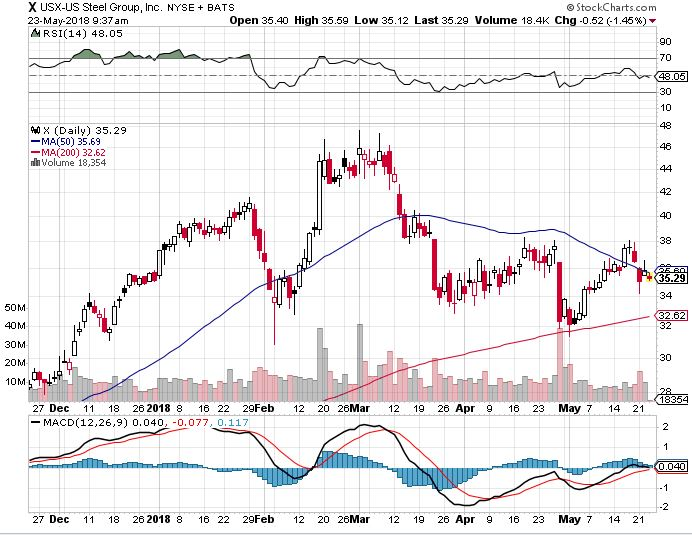 X USX-US Steel Group, Inc. NYSE + BATS © StockCharts.com
23-May-2018 9:37am Open 35.40 High 35.59 Low 35.12 Last 35.29 Volume 18.4K Chg -0.52 (-1.45%)
RSI(14) 48.05
90
70
48.05
30
10
X (Daily) 35.29
MA(50) 35.69
MA(200) 32.62
Volume 18,354
48
46
44
42
40
38
36
35.29
34
32.62
32
30
28
18354
50M
40M
30M
20M
10M
27 Dec 11 18 2018 8 16 22 29 Feb 12 20 26 Mar 12 19 26 Apr 9 16 23 May 7 14 21
MACD(12,26,9) 0.040, -0.077, 0.117
2
1
0.040
-1
-2
27 Dec 11 18 2018 8 16 22 29 Feb 12 20 26 Mar 12 19 26 Apr 9 16 23 May 7 14 21